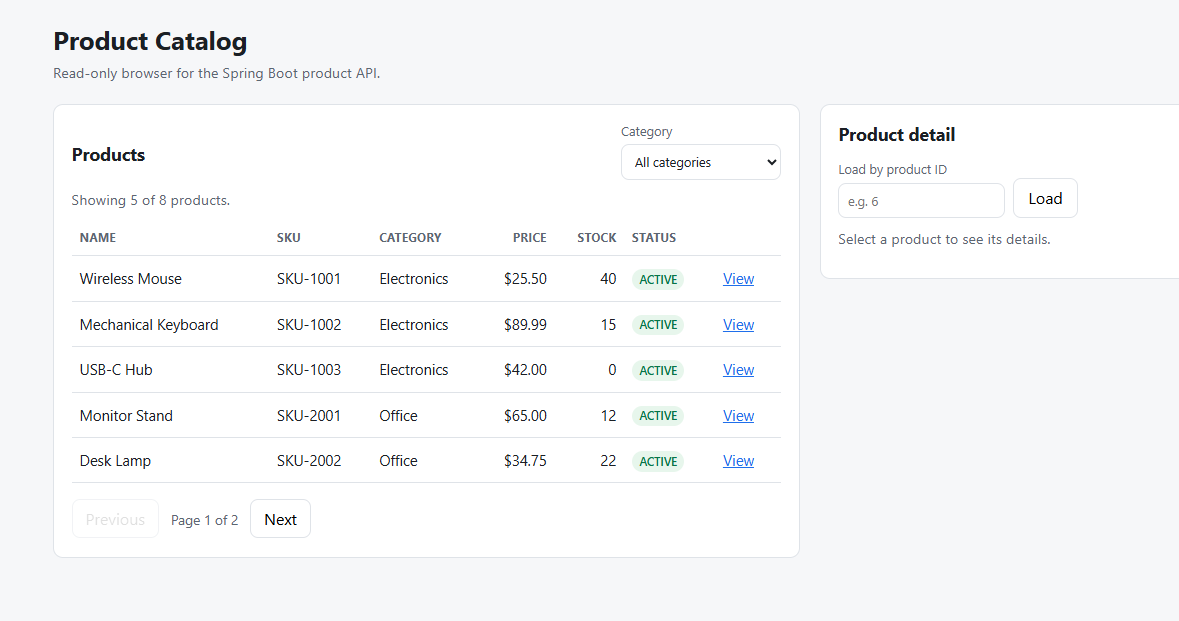 Product Catalog
Read-only browser for the Spring Boot product API.
Products
Category
All categories
Showing 5 of 8 products.
NAME SKU CATEGORY PRICE STOCK STATUS
Wireless Mouse SKU-1001 Electronics $25.50 40 ACTIVE View
Mechanical Keyboard SKU-1002 Electronics $89.99 15 ACTIVE View
USB-C Hub SKU-1003 Electronics $42.00 0 ACTIVE View
Monitor Stand SKU-2001 Office $65.00 12 ACTIVE View
Desk Lamp SKU-2002 Office $34.75 22 ACTIVE View
Previous Page 1 of 2 Next
Product detail
Load by product ID
e.g. 6 Load
Select a product to see its details.